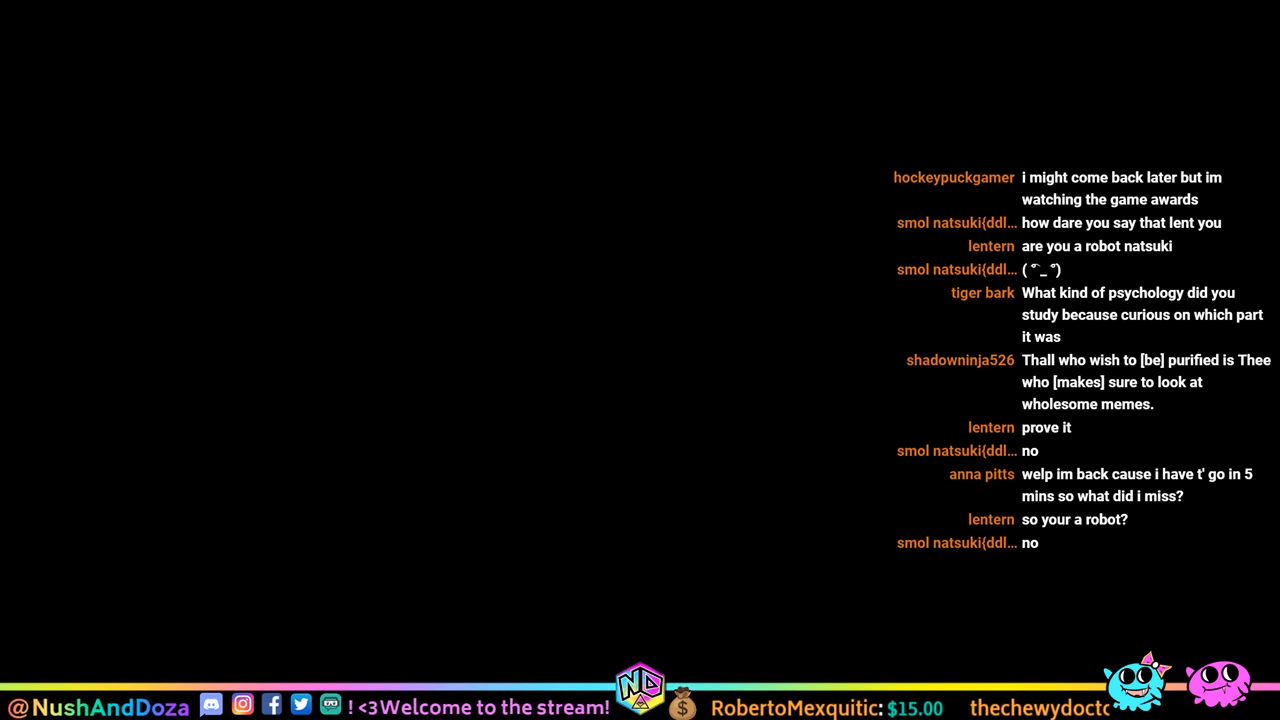 hockeypuckgamer i might come back later but im
watching the game awards
smol natsuki{ddl… how dare you say that lent you
lentern are you a robot natsuki
smol natsuki{ddl… ( ͡° _ ͡°)
tiger bark What kind of psychology did you
study because curious on which part
it was
shadowninja526 Thall who wish to [be] purified is Thee
who [makes] sure to look at
wholesome memes.
lentern prove it
smol natsuki{ddl… no
anna pitts welp im back cause i have t' go in 5
mins so what did i miss?
lentern so your a robot?
smol natsuki{ddl… no
@NushAndDoza ! <3Welcome to the stream! ND RobertoMexquitic: $15.00 thechewydoctc